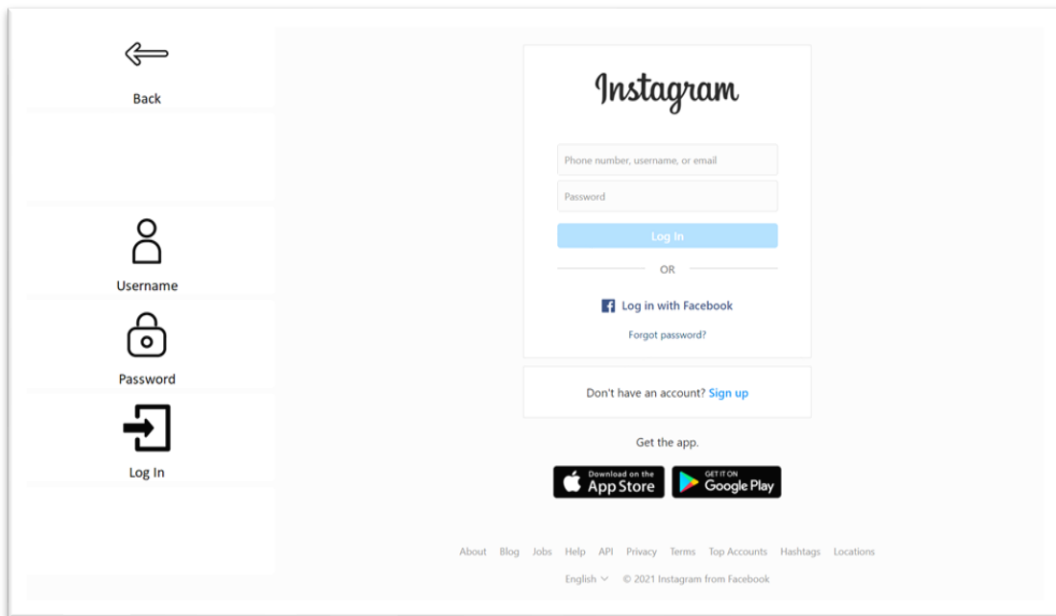 Back
Username
Password
Log In
Instagram
Phone number, username, or email
Password
Log In
OR
Log in with Facebook
Forgot password?
Don't have an account? Sign up
Get the app.
Download on the
App Store
GET IT ON
Google Play
About Blog Jobs Help API Privacy Terms Top Accounts Hashtags Locations
English © 2021 Instagram from Facebook